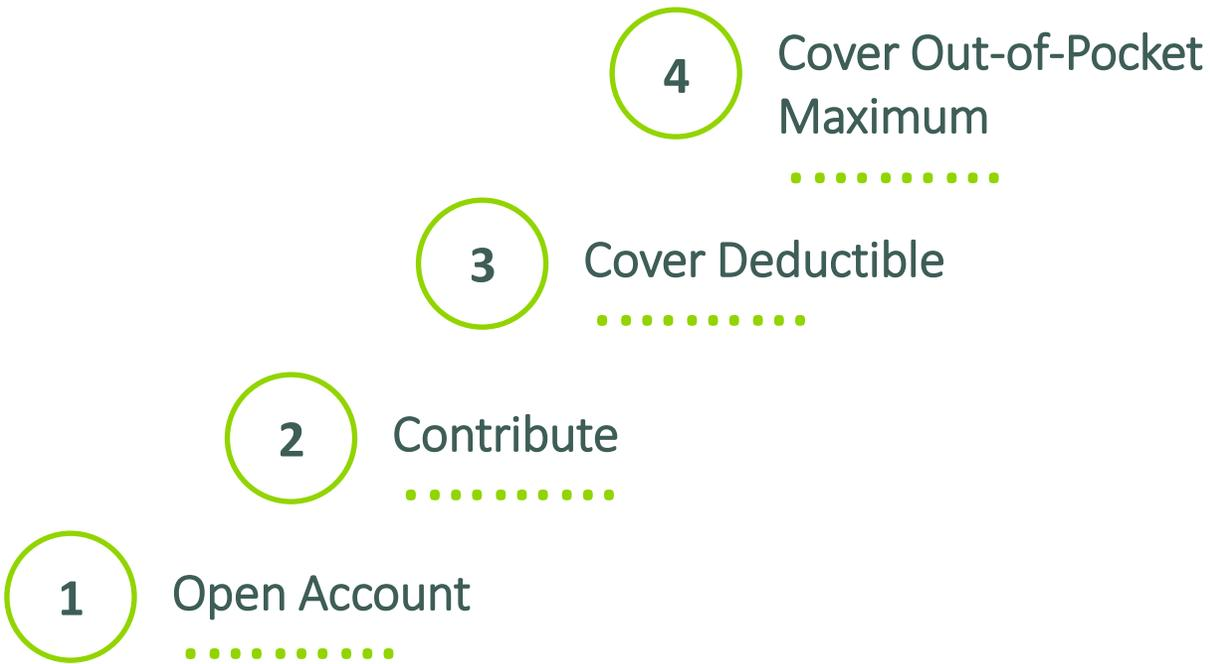 4 Cover Out-of-Pocket
Maximum
3 Cover Deductible
2 Contribute
1 Open Account